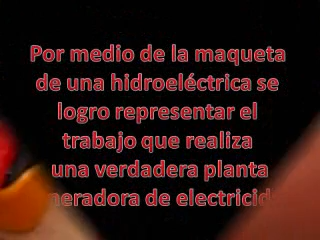 Por medio de la maqueta
de una hidroeléctrica se
logro representar el
trabajo que realiza
una verdadera planta
neradora de electricid